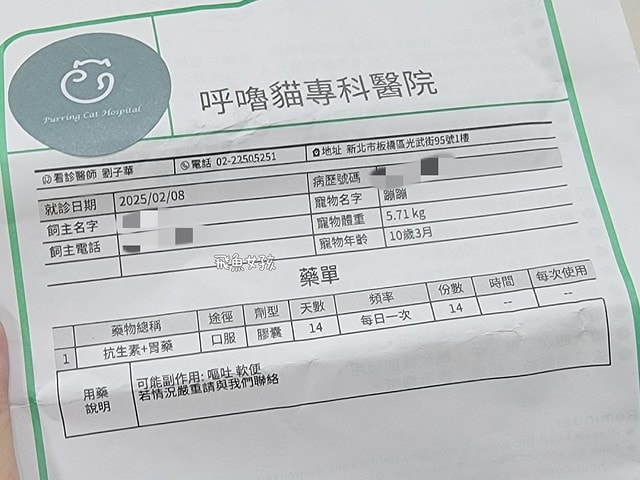 Purring Cat Hospital
呼嚕貓專科醫院
看診醫師 劉子華 電話 02-22505251 地址 新北市板橋區光武街95號1樓
就診日期 2025/02/08 病歷號碼
飼主名字 寵物名字 蹦蹦
飼主電話 寵物體重 5.71 kg
寵物年齡 10歲3月
飛魚女孩
藥單
藥物總稱 途徑 劑型 天數 頻率 份數 時間 每次使用
1 抗生素+胃藥 口服 膠囊 14 每日一次 14 -- --
用藥說明 可能副作用: 嘔吐 軟便
若情況嚴重請與我們聯絡